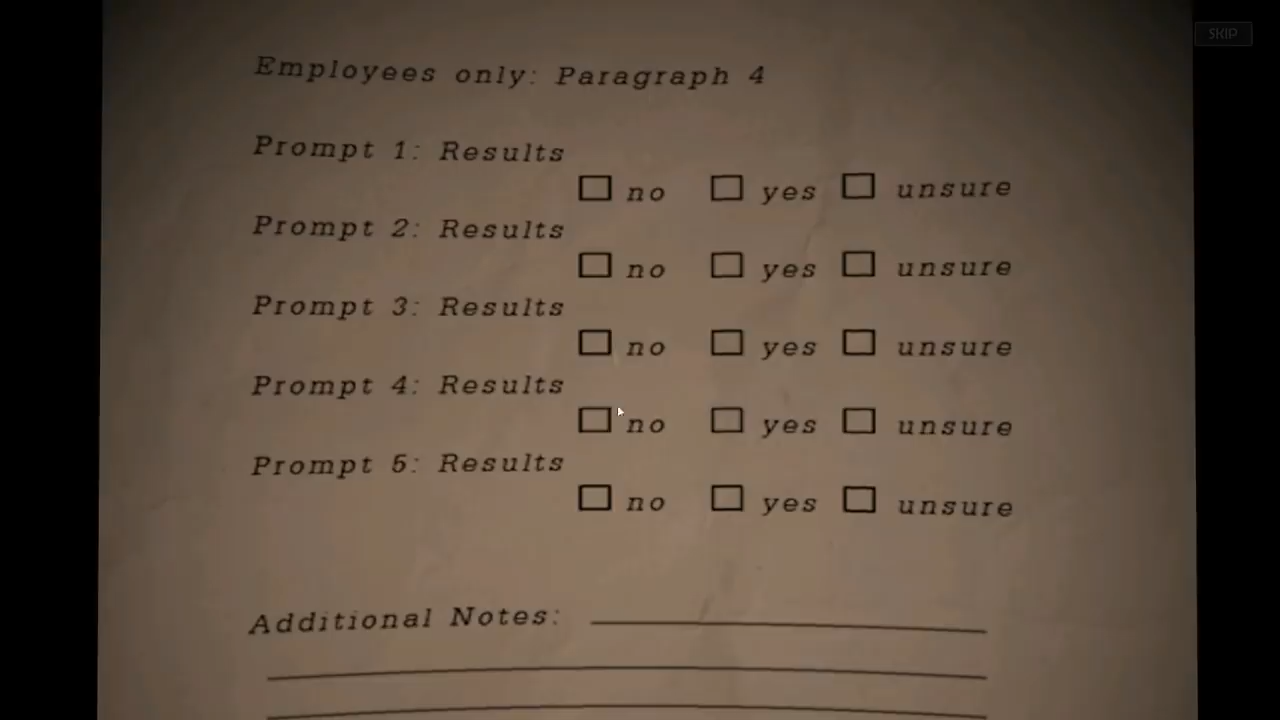 SKIP
Employees only: Paragraph 4
Prompt 1: Results
no yes unsure
Prompt 2: Results
no yes unsure
Prompt 3: Results
no yes unsure
Prompt 4: Results
no yes unsure
Prompt 5: Results
no yes unsure
Additional Notes: